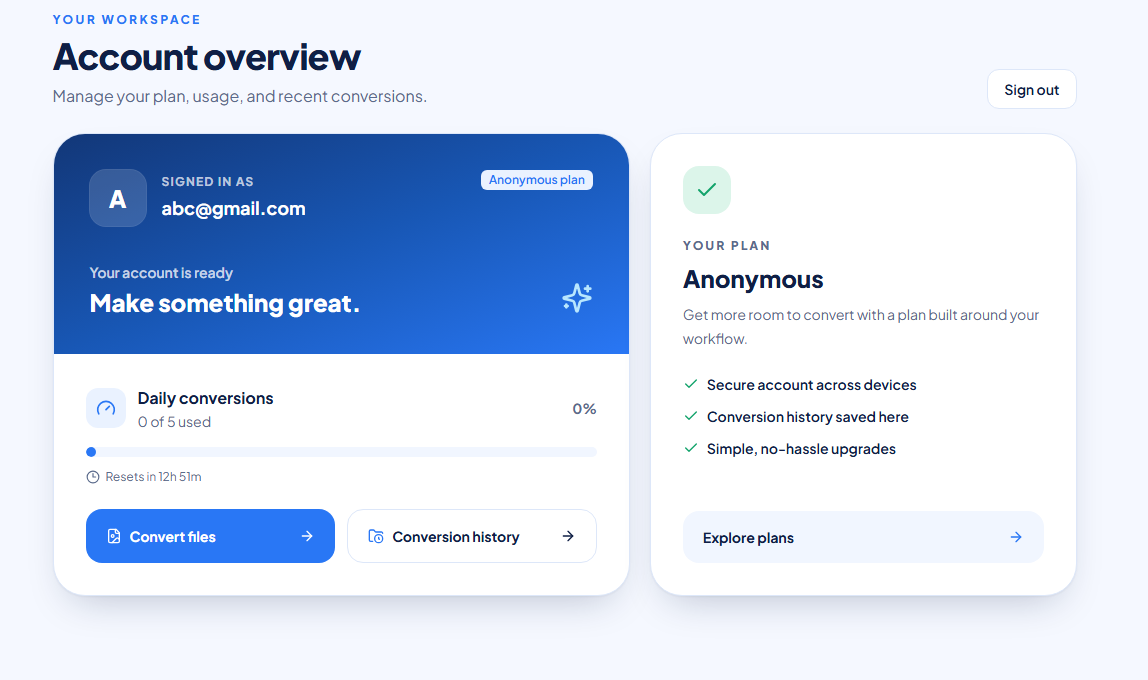 YOUR WORKSPACE
Account overview
Manage your plan, usage, and recent conversions.
Sign out
A
SIGNED IN AS
abc@gmail.com
Anonymous plan
Your account is ready
Make something great.
Daily conversions
0 of 5 used
0%
Resets in 12h 51m
Convert files
Conversion history
YOUR PLAN
Anonymous
Get more room to convert with a plan built around your
workflow.
Secure account across devices
Conversion history saved here
Simple, no-hassle upgrades
Explore plans